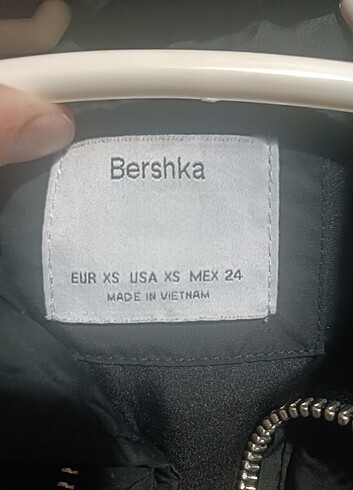 Bershka
EUR XS USA XS MEX 24
MADE IN VIETNAM